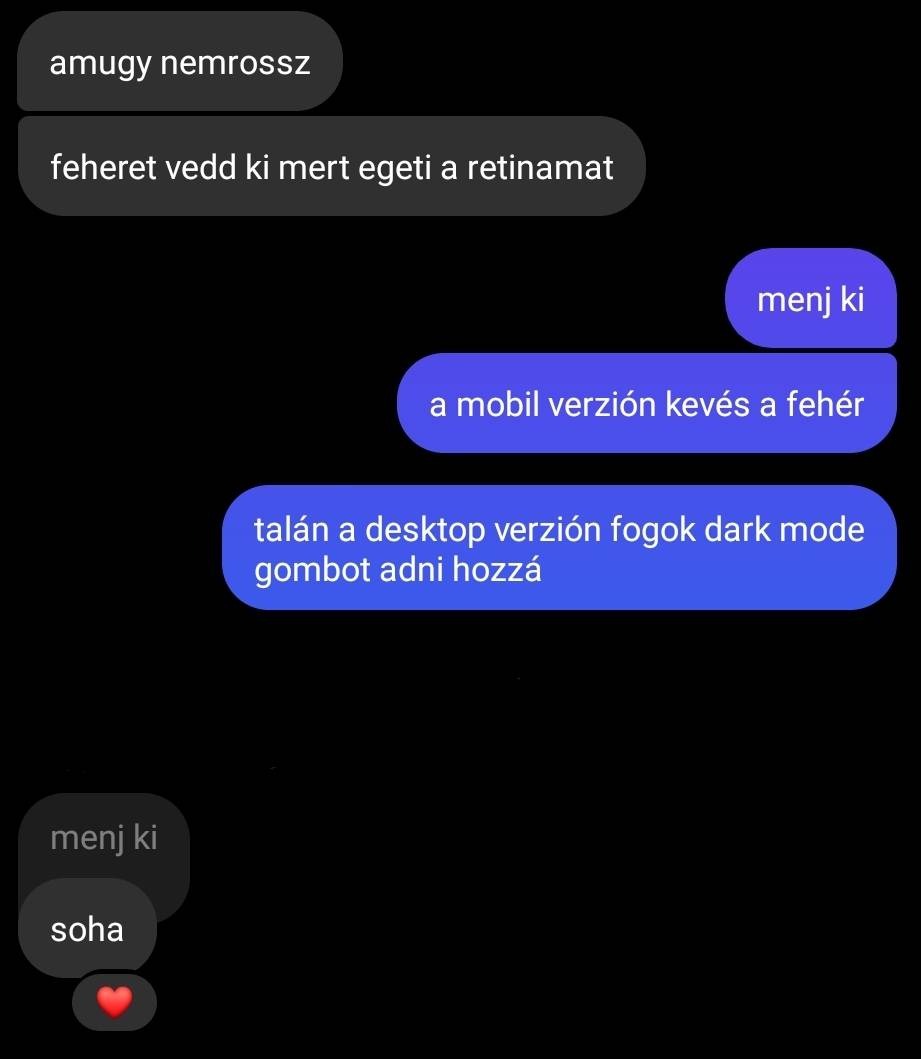 amugy nemrossz
feheret vedd ki mert egeti a retinamat
menj ki
a mobil verzión kevés a fehér
talán a desktop verzión fogok dark mode
gombot adni hozzá
menj ki
soha